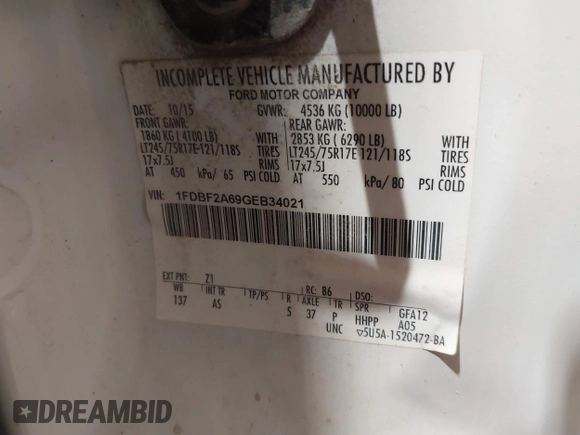 INCOMPLETE VEHICLE MANUFACTURED BY
FORD MOTOR COMPANY
DATE: 10/15 GVWR: 4536 KG (10000 LB)
FRONT GAWR: REAR GAWR:
1860 KG (4100 LB) WITH 2853 KG (6290 LB) WITH
LT245/75R17E-121/118S TIRES LT245/75R17E 121/118S TIRES
17x7.5J RIMS 17x7.5J RIMS
AT 450 kPa/ 65 PSI COLD AT 550 kPa/ 80 PSI COLD
VIN: 1FDBF2A69GEB34021
EXT PNT: Z1 RC: B6 DSO:
WB INT TR TP/PS R AXLE TR SPR GFA12
137 AS 5 37 P HHPP A05
UNC ▽5U5A-1520472-BA
DREAMBID